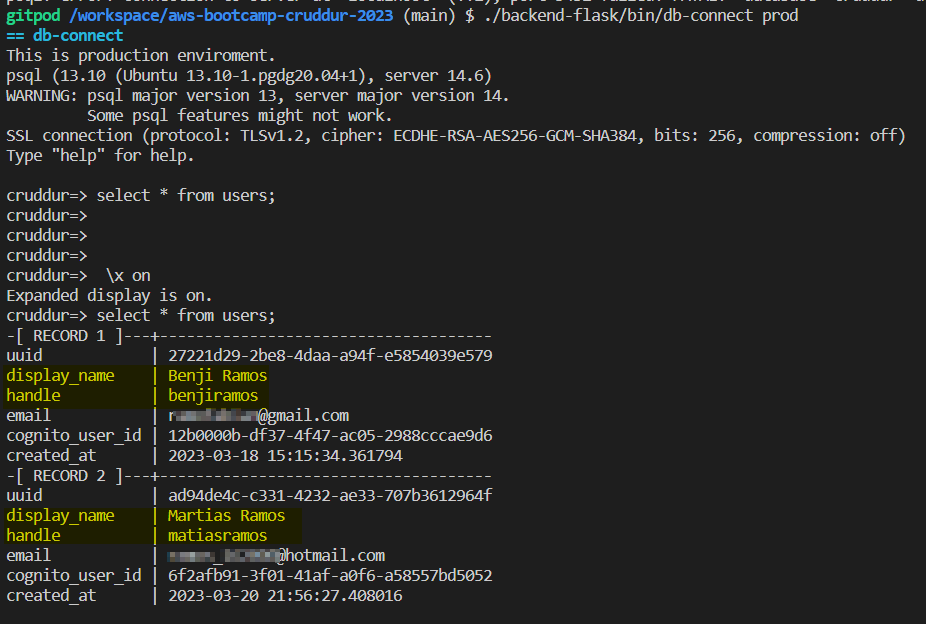 gitpod /workspace/aws-bootcamp-cruddur-2023 (main) $ ./backend-flask/bin/db-connect prod
== db-connect
This is production enviroment.
psql (13.10 (Ubuntu 13.10-1.pgdg20.04+1), server 14.6)
WARNING: psql major version 13, server major version 14.
         Some psql features might not work.
SSL connection (protocol: TLSv1.2, cipher: ECDHE-RSA-AES256-GCM-SHA384, bits: 256, compression: off)
Type "help" for help.
cruddur=> select * from users;
cruddur=>
cruddur=>
cruddur=>
cruddur=>  \x on
Expanded display is on.
cruddur=> select * from users;
-[ RECORD 1 ]---+-------------------------------------
uuid            | 27221d29-2be8-4daa-a94f-e5854039e579
display_name    | Benji Ramos
handle          | benjiramos
email           | @gmail.com
cognito_user_id | 12b0000b-df37-4f47-ac05-2988cccae9d6
created_at      | 2023-03-18 15:15:34.361794
-[ RECORD 2 ]---+-------------------------------------
uuid            | ad94de4c-c331-4232-ae33-707b3612964f
display_name    | Martias Ramos
handle          | matiasramos
email           | @hotmail.com
cognito_user_id | 6f2afb91-3f01-41af-a0f6-a58557bd5052
created_at      | 2023-03-20 21:56:27.408016